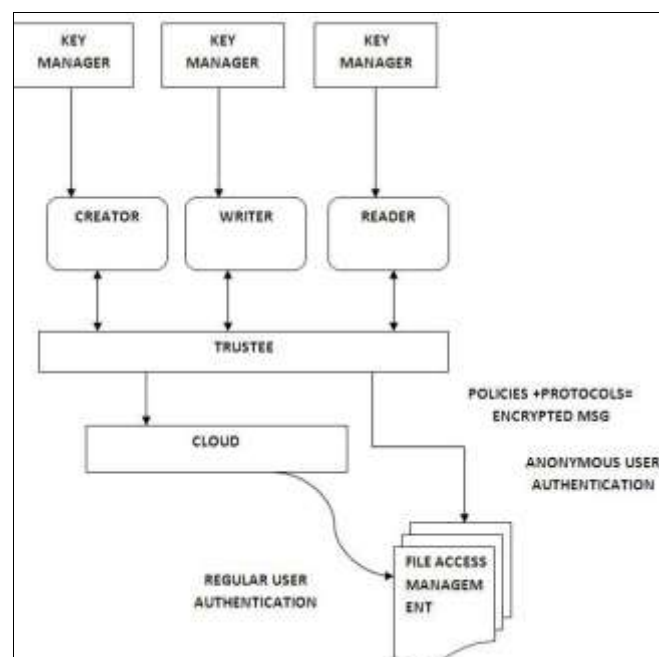 KEY
MANAGER
KEY
MANAGER
KEY
MANAGER
CREATOR
WRITER
READER
TRUSTEE
POLICIES +PROTOCOLS=
ENCRYPTED MSG
CLOUD
ANONYMOUS USER
AUTHENTICATION
FILE ACCESS
MANAGEM
ENT
REGULAR USER
AUTHENTICATION